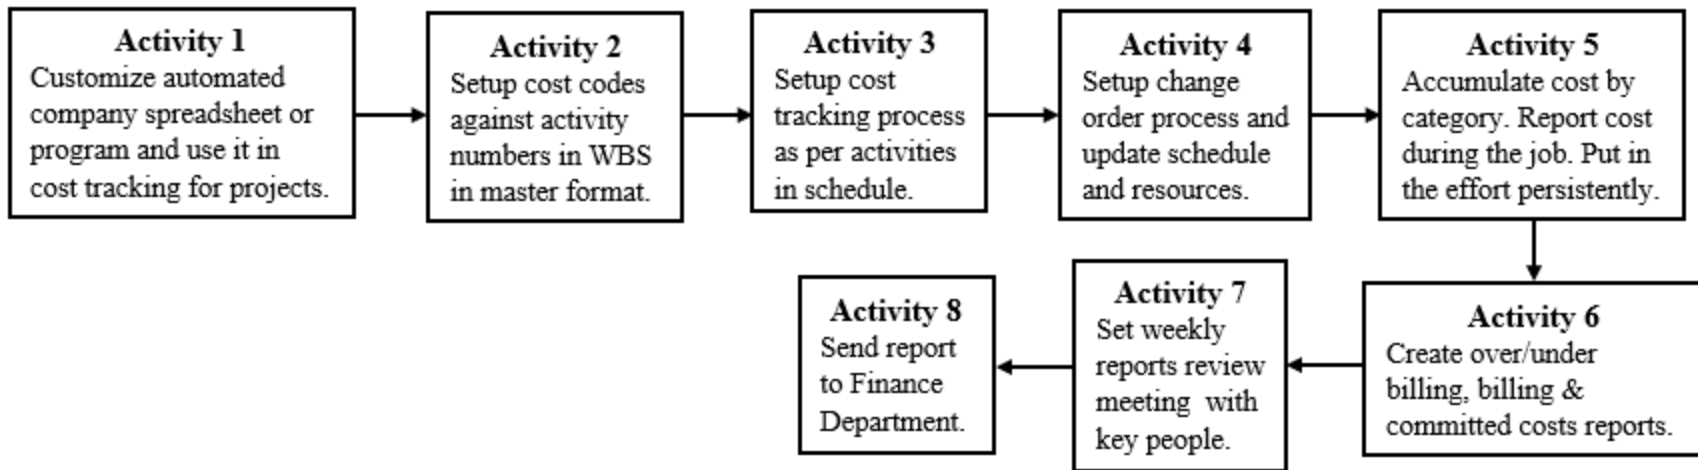 Activity 1
Customize automated
company spreadsheet or
program and use it in
cost tracking for projects.
Activity 2
Setup cost codes
against activity
numbers in WBS
in master format.
Activity 3
Setup cost
tracking process
as per activities
in schedule.
Activity 4
Setup change
order process and
update schedule
and resources.
Activity 5
Accumulate cost by
category. Report cost
during the job. Put in
the effort persistently.
Activity 6
Create over/under
billing, billing &
committed costs reports.
Activity 7
Set weekly
reports review
meeting with
key people.
Activity 8
Send report
to Finance
Department.